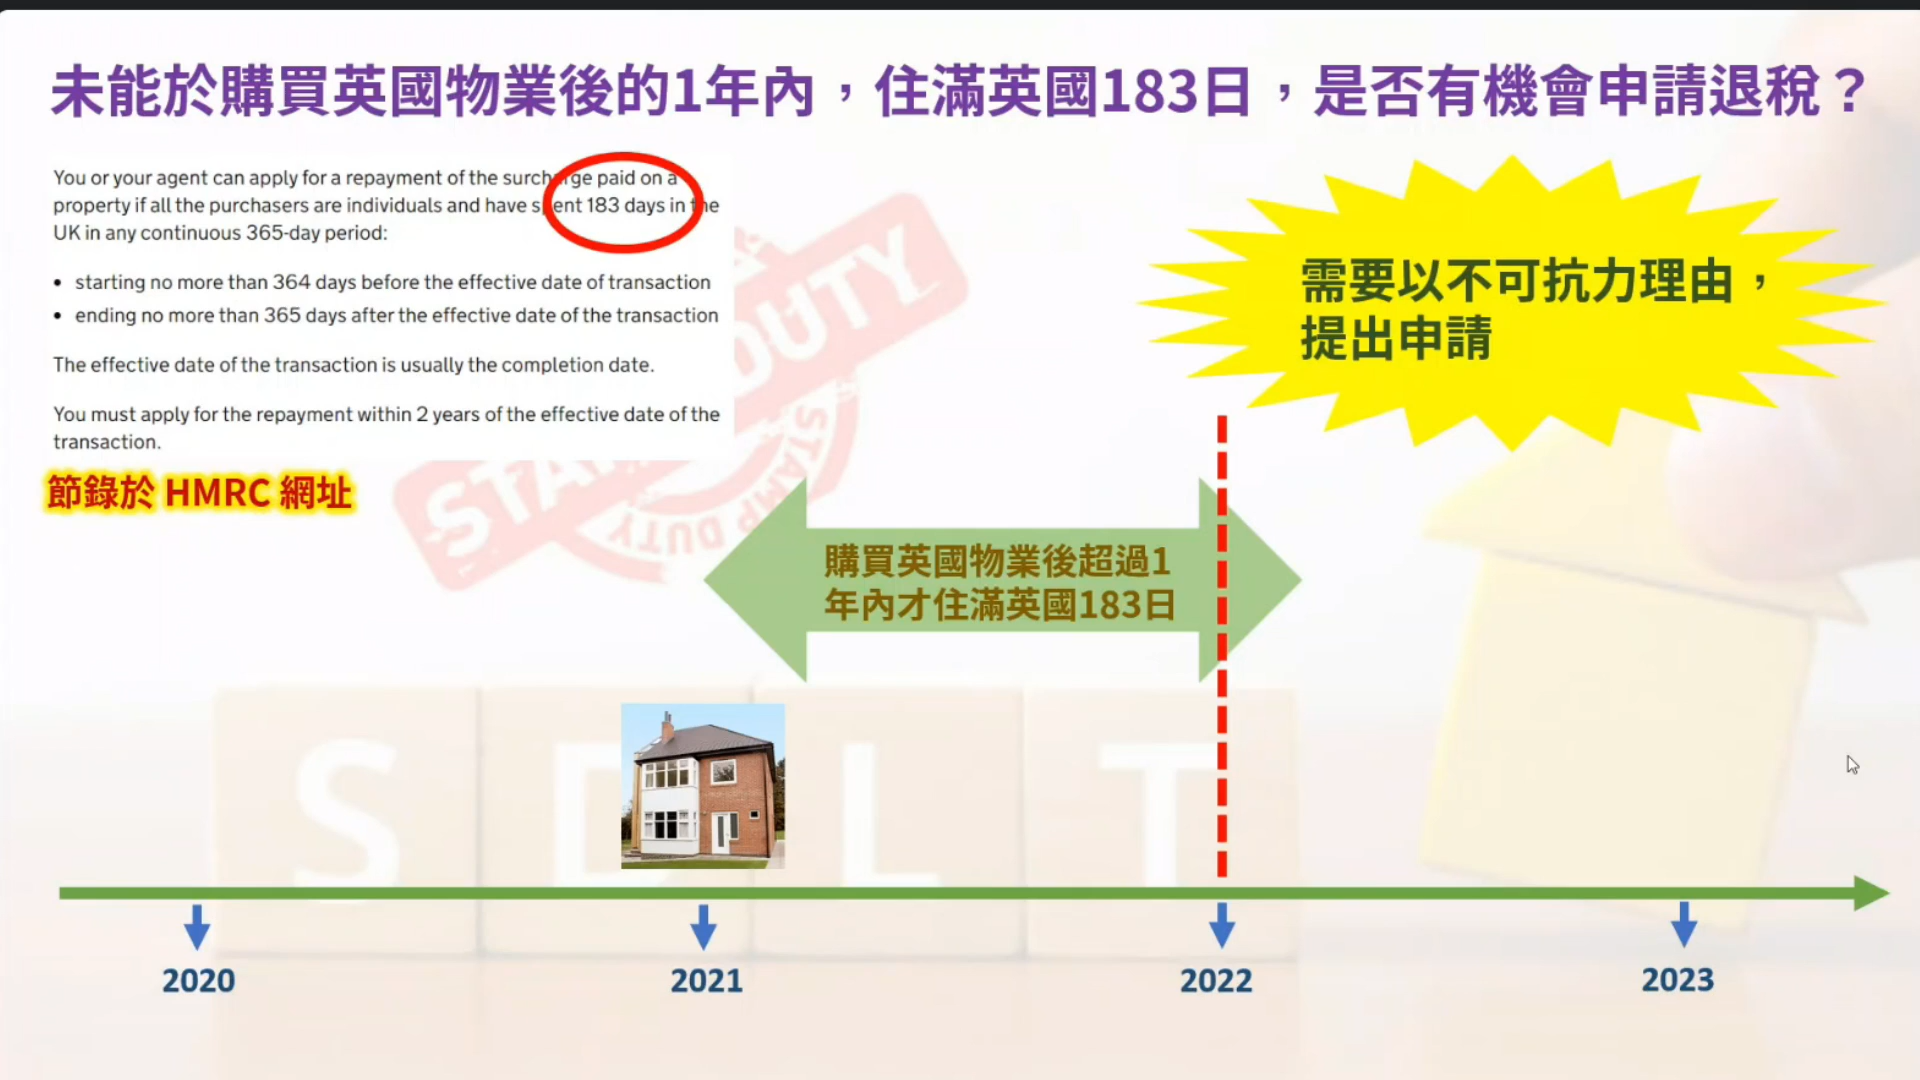 未能於購買英國物業後的1年內，住滿英國183日，是否有機會申請退稅？
You or your agent can apply for a repayment of the surcharge paid on a
property if all the purchasers are individuals and have spent 183 days in the
UK in any continuous 365-day period:
• starting no more than 364 days before the effective date of transaction
• ending no more than 365 days after the effective date of the transaction
The effective date of the transaction is usually the completion date.
You must apply for the repayment within 2 years of the effective date of the
transaction.
節錄於 HMRC 網址
需要以不可抗力理由，
提出申請
STAMP DUTY
STAMP DUTY
購買英國物業後超過1
年內才住滿英國183日
S D L T
2020
2021
2022
2023